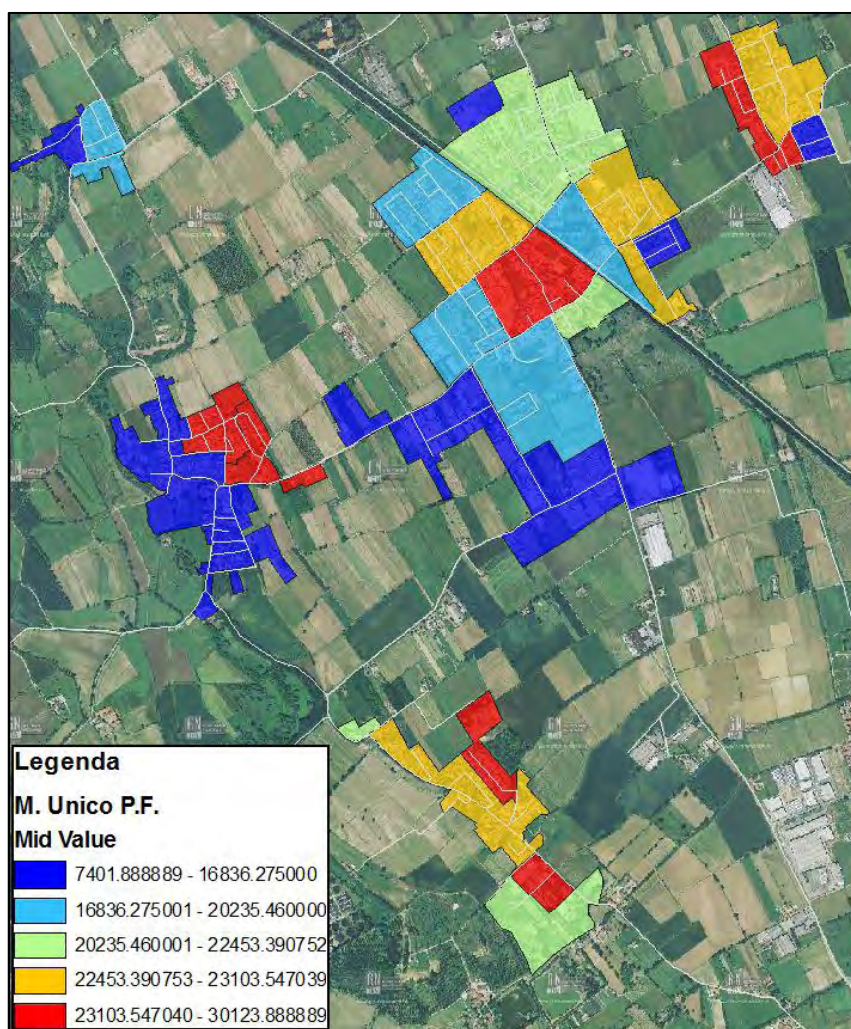 Legenda
M. Unico P.F.
Mid Value
7401.888889 - 16836.275000
16836.275001 - 20235.460000
20235.460001 - 22453.390752
22453.390753 - 23103.547039
23103.547040 - 30123.888889